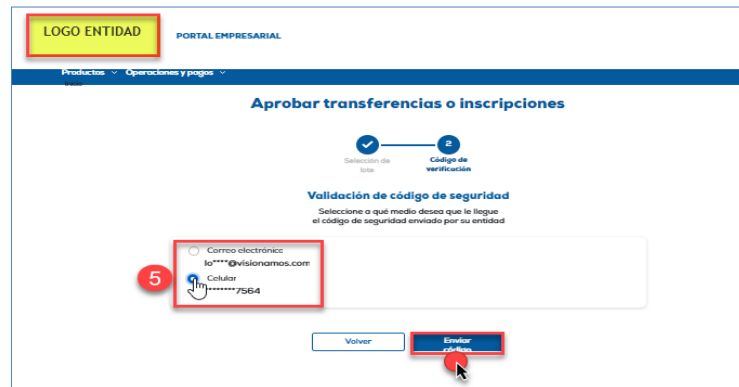 LOGO ENTIDAD
PORTAL EMPRESARIAL
Productos Operaciones y pagos
Inicio
Aprobar transferencias o inscripciones
2
Selección de
lote
Código de
verificación
Validación de código de seguridad
Seleccione a qué medio desea que le llegue
el código de seguridad enviado por su entidad
Correo electrónico
lo****@visionamos.com
5
Celular
********7564
Volver
Enviar
código